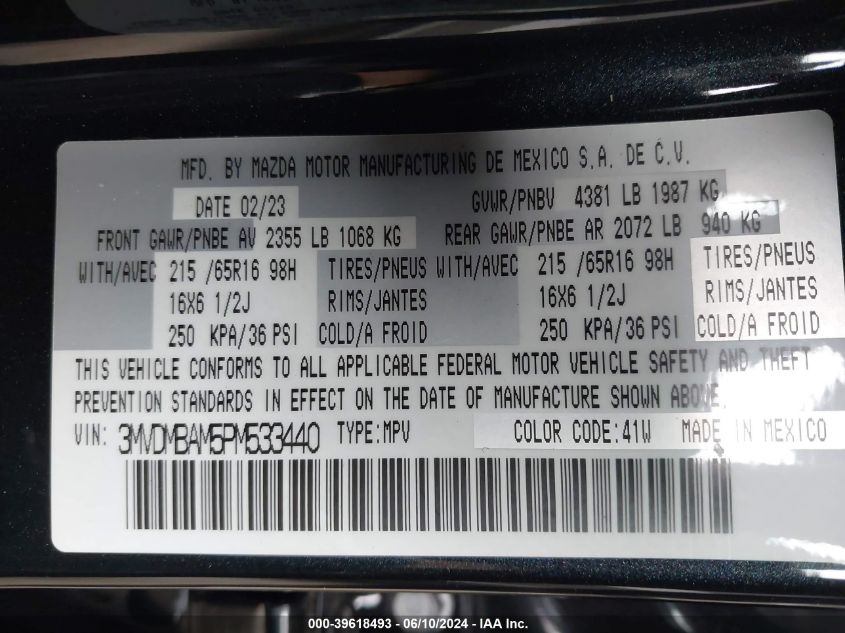 MFD. BY MAZDA MOTOR MANUFACTURING DE MEXICO S.A. DE C.V.
DATE 02/23 GVWR/PNBV 4381 LB 1987 KG
FRONT GAWR/PNBE AV 2355 LB 1068 KG REAR GAWR/PNBE AR 2072 LB 940 KG
WITH/AVEC 215 /65R16 98H TIRES/PNEUS WITH/AVEC 215 /65R16 98H TIRES/PNEUS
16X6 1/2J RIMS/JANTES 16X6 1/2J RIMS/JANTES
250 KPA/36 PSI COLD/A FROID 250 KPA/36 PSI COLD/A FROID
THIS VEHICLE CONFORMS TO ALL APPLICABLE FEDERAL MOTOR VEHICLE SAFETY AND THEFT
PREVENTION STANDARDS IN EFFECT ON THE DATE OF MANUFACTURE SHOWN ABOVE.
VIN: 3MVDMBAM5PM533440 TYPE:MPV COLOR CODE:41W MADE IN MEXICO
000-39618493 - 06/10/2024 - IAA Inc.